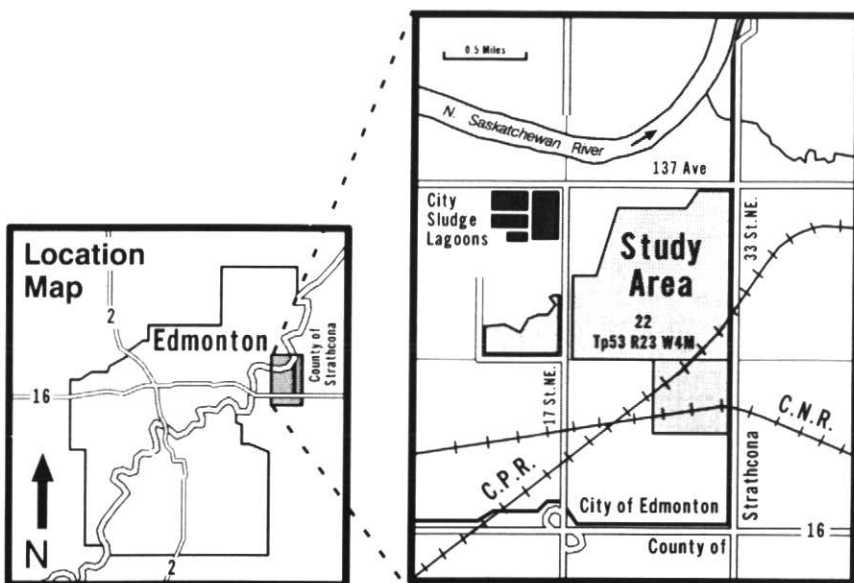 Location
Map
2
Edmonton
County of
Strathcona
16
N
2
0.5 Miles
N. Saskatchewan River
137 Ave
City
Sludge
Lagoons
Study
Area
22
Tp53 R23 W4M
33 St.NE.
17 St.NE.
C.N.R.
C.P.R.
Strathcona
City of Edmonton
16
County of